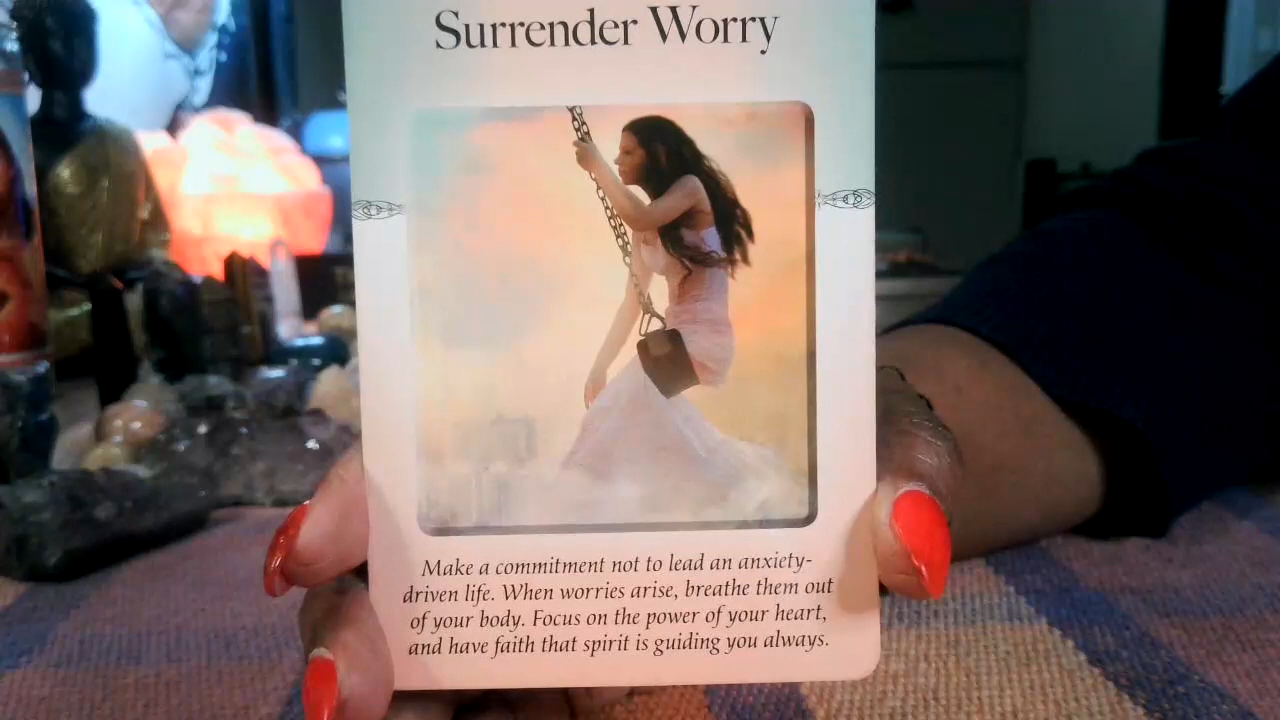 Surrender Worry
Make a commitment not to lead an anxiety-
driven life. When worries arise, breathe them out
of your body. Focus on the power of your heart,
and have faith that spirit is guiding you always.